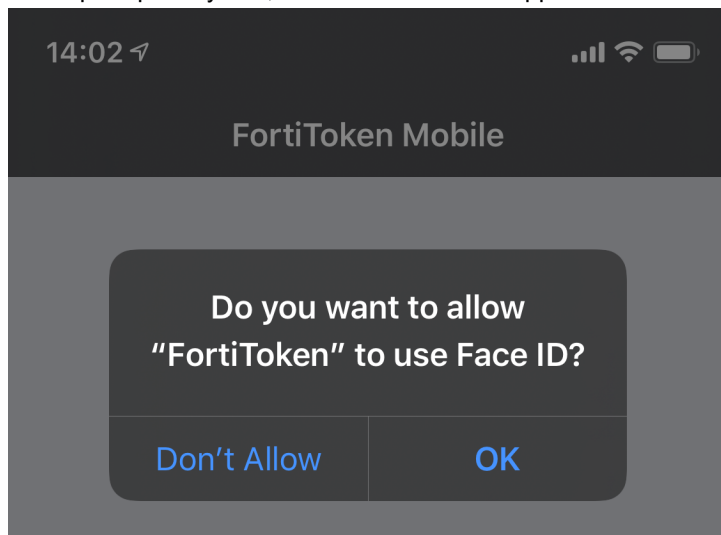 14:02
FortiToken Mobile
Do you want to allow
“FortiToken” to use Face ID?
Don’t Allow
OK